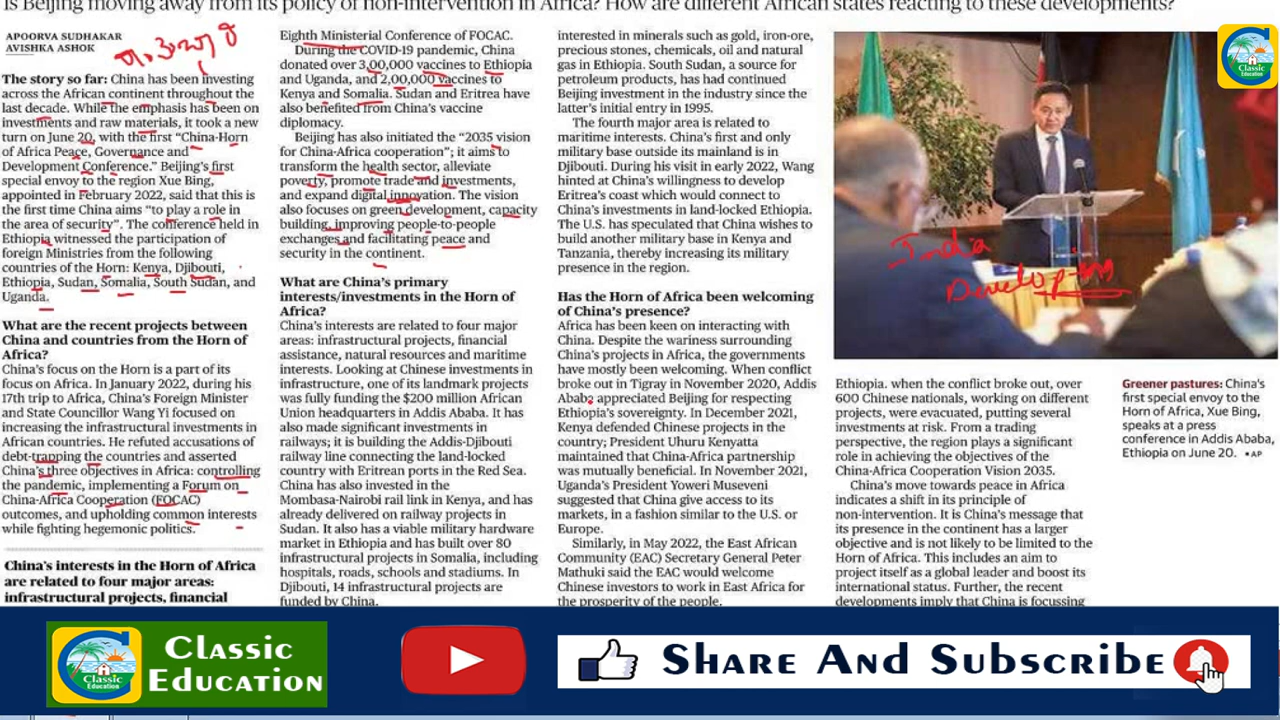 Is Beijing moving away from its policy of non-intervention in Africa? How are different African states reacting to these developments?
APOORVA SUDHAKAR
AVISHKA ASHOK
The story so far: China has been investing
across the African continent throughout the
last decade. While the emphasis has been on
investments and raw materials, it took a new
turn on June 20, with the first “China-Horn
of Africa Peace, Governance and
Development Conference.” Beijing’s first
special envoy to the region Xue Bing,
appointed in February 2022, said that this is
the first time China aims “to play a role in
the area of security”. The conference held in
Ethiopia witnessed the participation of
foreign Ministries from the following
countries of the Horn: Kenya, Djibouti,
Ethiopia, Sudan, Somalia, South Sudan, and
Uganda.
What are the recent projects between
China and countries from the Horn of
Africa?
China’s focus on the Horn is a part of its
focus on Africa. In January 2022, during his
17th trip to Africa, China’s Foreign Minister
and State Councillor Wang Yi focused on
increasing the infrastructural investments in
African countries. He refuted accusations of
debt-trapping the countries and asserted
China’s three objectives in Africa: controlling
the pandemic, implementing a Forum on
China-Africa Cooperation (FOCAC)
outcomes, and upholding common interests
while fighting hegemonic politics.
China’s interests in the Horn of Africa
are related to four major areas:
infrastructural projects, financial
Eighth Ministerial Conference of FOCAC.
During the COVID-19 pandemic, China
donated over 3,00,000 vaccines to Ethiopia
and Uganda, and 2,00,000 vaccines to
Kenya and Somalia. Sudan and Eritrea have
also benefited from China’s vaccine
diplomacy.
Beijing has also initiated the “2035 vision
for China-Africa cooperation”; it aims to
transform the health sector, alleviate
poverty, promote trade and investments,
and expand digital innovation. The vision
also focuses on green development, capacity
building, improving people-to-people
exchanges and facilitating peace and
security in the continent.
What are China’s primary
interests/investments in the Horn of
Africa?
China’s interests are related to four major
areas: infrastructural projects, financial
assistance, natural resources and maritime
interests. Looking at Chinese investments in
infrastructure, one of its landmark projects
was fully funding the $200 million African
Union headquarters in Addis Ababa. It has
also made significant investments in
railways; it is building the Addis-Djibouti
railway line connecting the land-locked
country with Eritrean ports in the Red Sea.
China has also invested in the
Mombasa-Nairobi rail link in Kenya, and has
already delivered on railway projects in
Sudan. It also has a viable military hardware
market in Ethiopia and has built over 80
infrastructural projects in Somalia, including
hospitals, roads, schools and stadiums. In
Djibouti, 14 infrastructural projects are
funded by China.
interested in minerals such as gold, iron-ore,
precious stones, chemicals, oil and natural
gas in Ethiopia. South Sudan, a source for
petroleum products, has had continued
Beijing investment in the industry since the
latter’s initial entry in 1995.
The fourth major area is related to
maritime interests. China’s first and only
military base outside its mainland is in
Djibouti. During his visit in early 2022, Wang
hinted at China’s willingness to develop
Eritrea’s coast which would connect to
China’s investments in land-locked Ethiopia.
The U.S. has speculated that China wishes to
build another military base in Kenya and
Tanzania, thereby increasing its military
presence in the region.
Has the Horn of Africa been welcoming
of China’s presence?
Africa has been keen on interacting with
China. Despite the wariness surrounding
China’s projects in Africa, the governments
have mostly been welcoming. When conflict
broke out in Tigray in November 2020, Addis
Ababa appreciated Beijing for respecting
Ethiopia’s sovereignty. In December 2021,
Kenya defended Chinese projects in the
country; President Uhuru Kenyatta
maintained that China-Africa partnership
was mutually beneficial. In November 2021,
Uganda’s President Yoweri Museveni
suggested that China give access to its
markets, in a fashion similar to the U.S. or
Europe.
Similarly, in May 2022, the East African
Community (EAC) Secretary General Peter
Mathuki said the EAC would welcome
Chinese investors to work in East Africa for
the prosperity of the people.
India
Ethiopia. when the conflict broke out, over
600 Chinese nationals, working on different
projects, were evacuated, putting several
investments at risk. From a trading
perspective, the region plays a significant
role in achieving the objectives of the
China-Africa Cooperation Vision 2035.
China’s move towards peace in Africa
indicates a shift in its principle of
non-intervention. It is China’s message that
its presence in the continent has a larger
objective and is not likely to be limited to the
Horn of Africa. This includes an aim to
project itself as a global leader and boost its
international status. Further, the recent
developments imply that China is focussing
Greener pastures: China’s
first special envoy to the
Horn of Africa, Xue Bing,
speaks at a press
conference in Addis Ababa,
Ethiopia on June 20. • AP
Classic
Education
Classic
Education
Classic
Education
Share And Subscribe